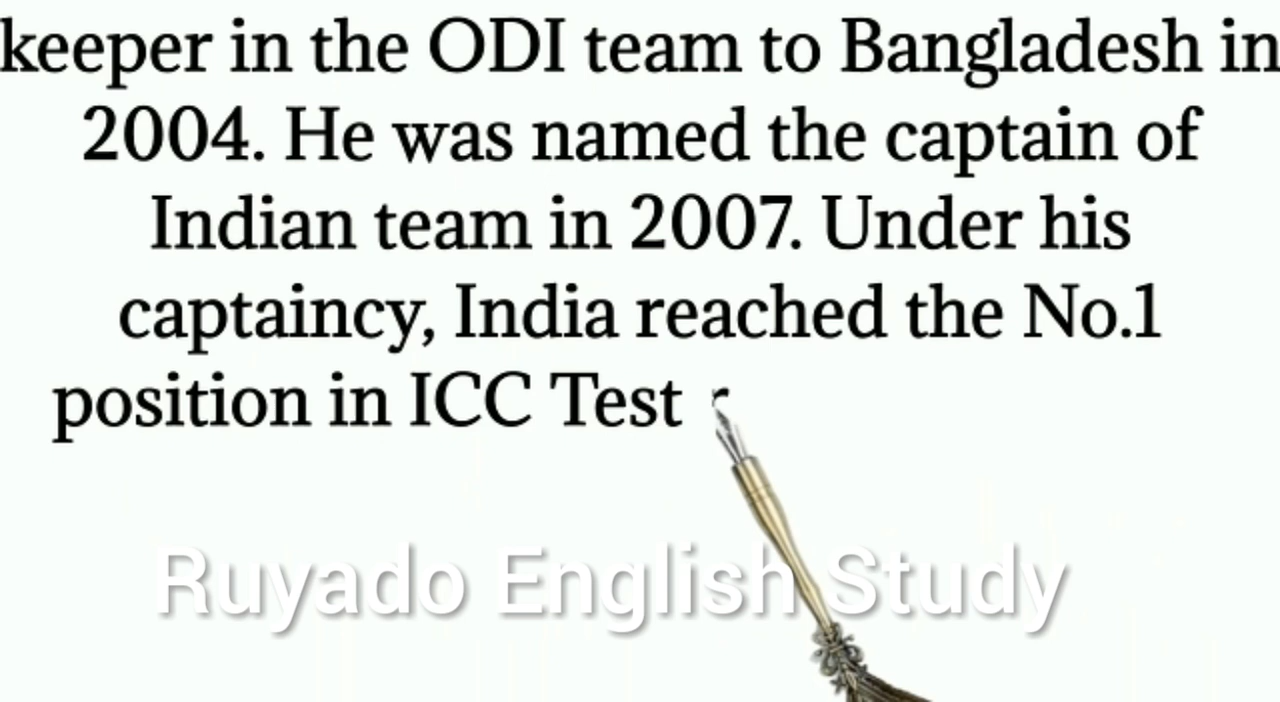 keeper in the ODI team to Bangladesh in
2004. He was named the captain of
Indian team in 2007. Under his
captaincy, India reached the No.1
position in ICC Test r
Ruyado English Study